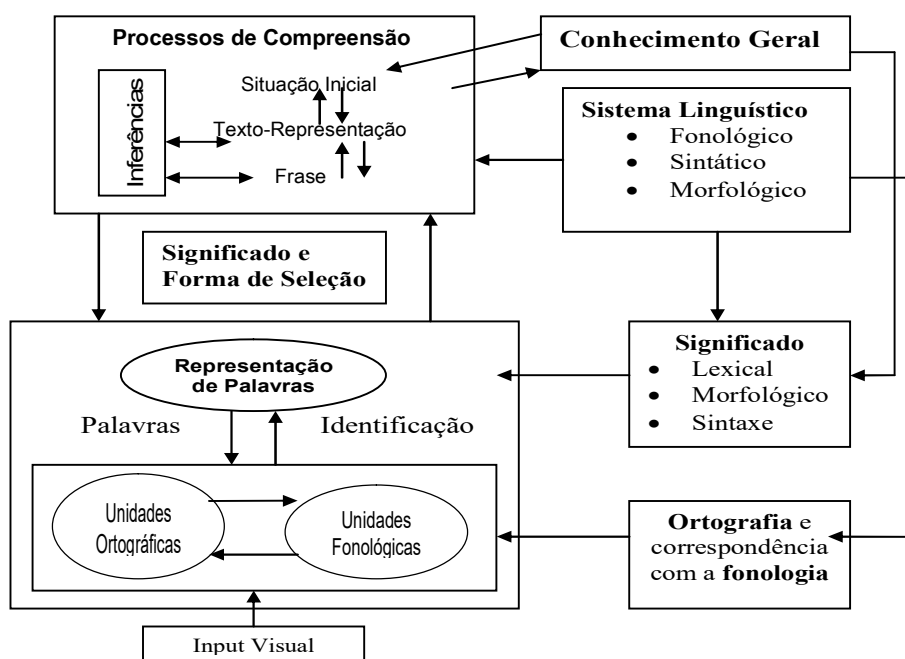 Processos de Compreensão
Situação Inicial
Texto-Representação
Frase
Inferências
Conhecimento Geral
Sistema Linguístico
• Fonológico
• Sintático
• Morfológico
Significado e
Forma de Seleção
Representação
de Palavras
Palavras
Identificação
Unidades
Ortográficas
Unidades
Fonológicas
Significado
• Lexical
• Morfológico
• Sintaxe
Ortografia e
correspondência
com a fonologia
Input Visual